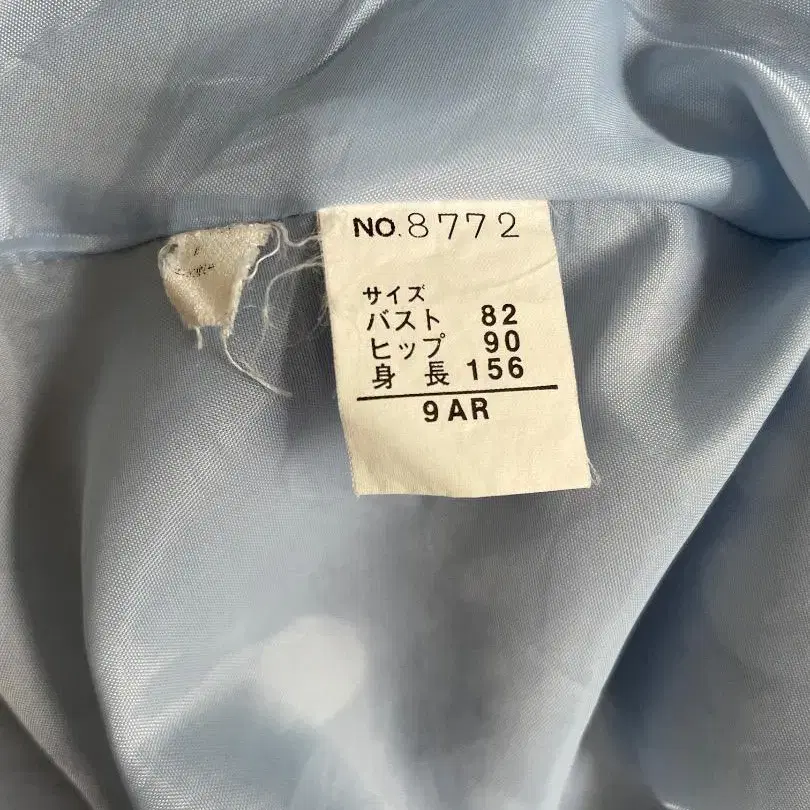 NO.8772
サイズ
バスト 82
ヒップ 90
身 長 156
9AR